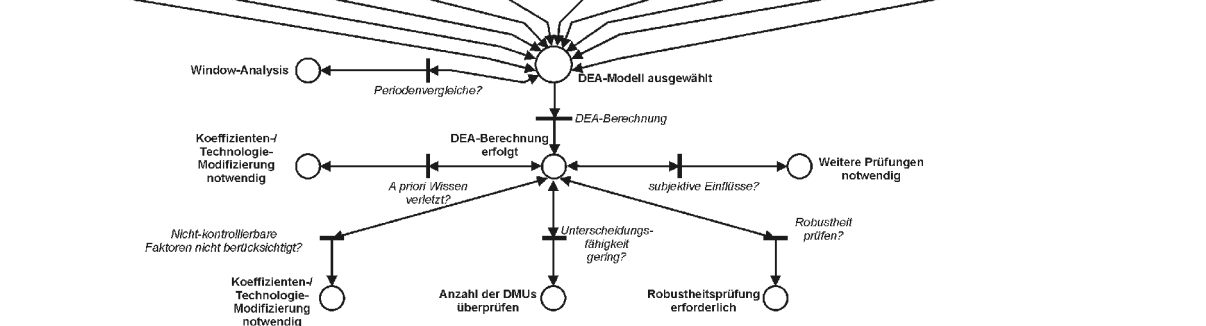 Window-Analysis
DEA-Modell ausgewählt
Periodenvergleiche?
DEA-Berechnung
Koeffizienten-/
Technologie-
Modifizierung
notwendig
DEA-Berechnung
erfolgt
Weitere Prüfungen
notwendig
A priori Wissen
verletzt?
subjektive Einflüsse?
Nicht-kontrollierbare
Faktoren nicht berücksichtigt?
Unterscheidungs-
fähigkeit
gering?
Robustheit
prüfen?
Koeffizienten-/
Technologie-
Modifizierung
notwendig
Anzahl der DMUs
überprüfen
Robustheitsprüfung
erforderlich